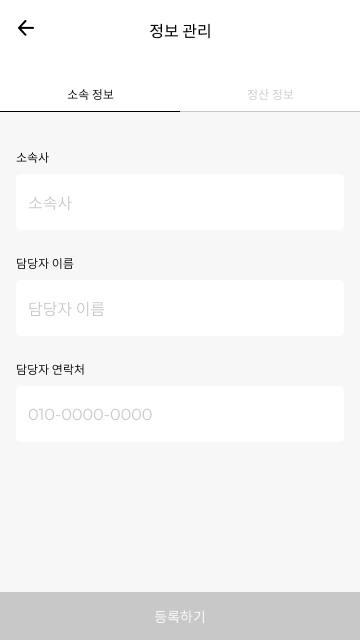 정보 관리
소속 정보
정산 정보
소속사
소속사
담당자 이름
담당자 이름
담당자 연락처
010-0000-0000
등록하기